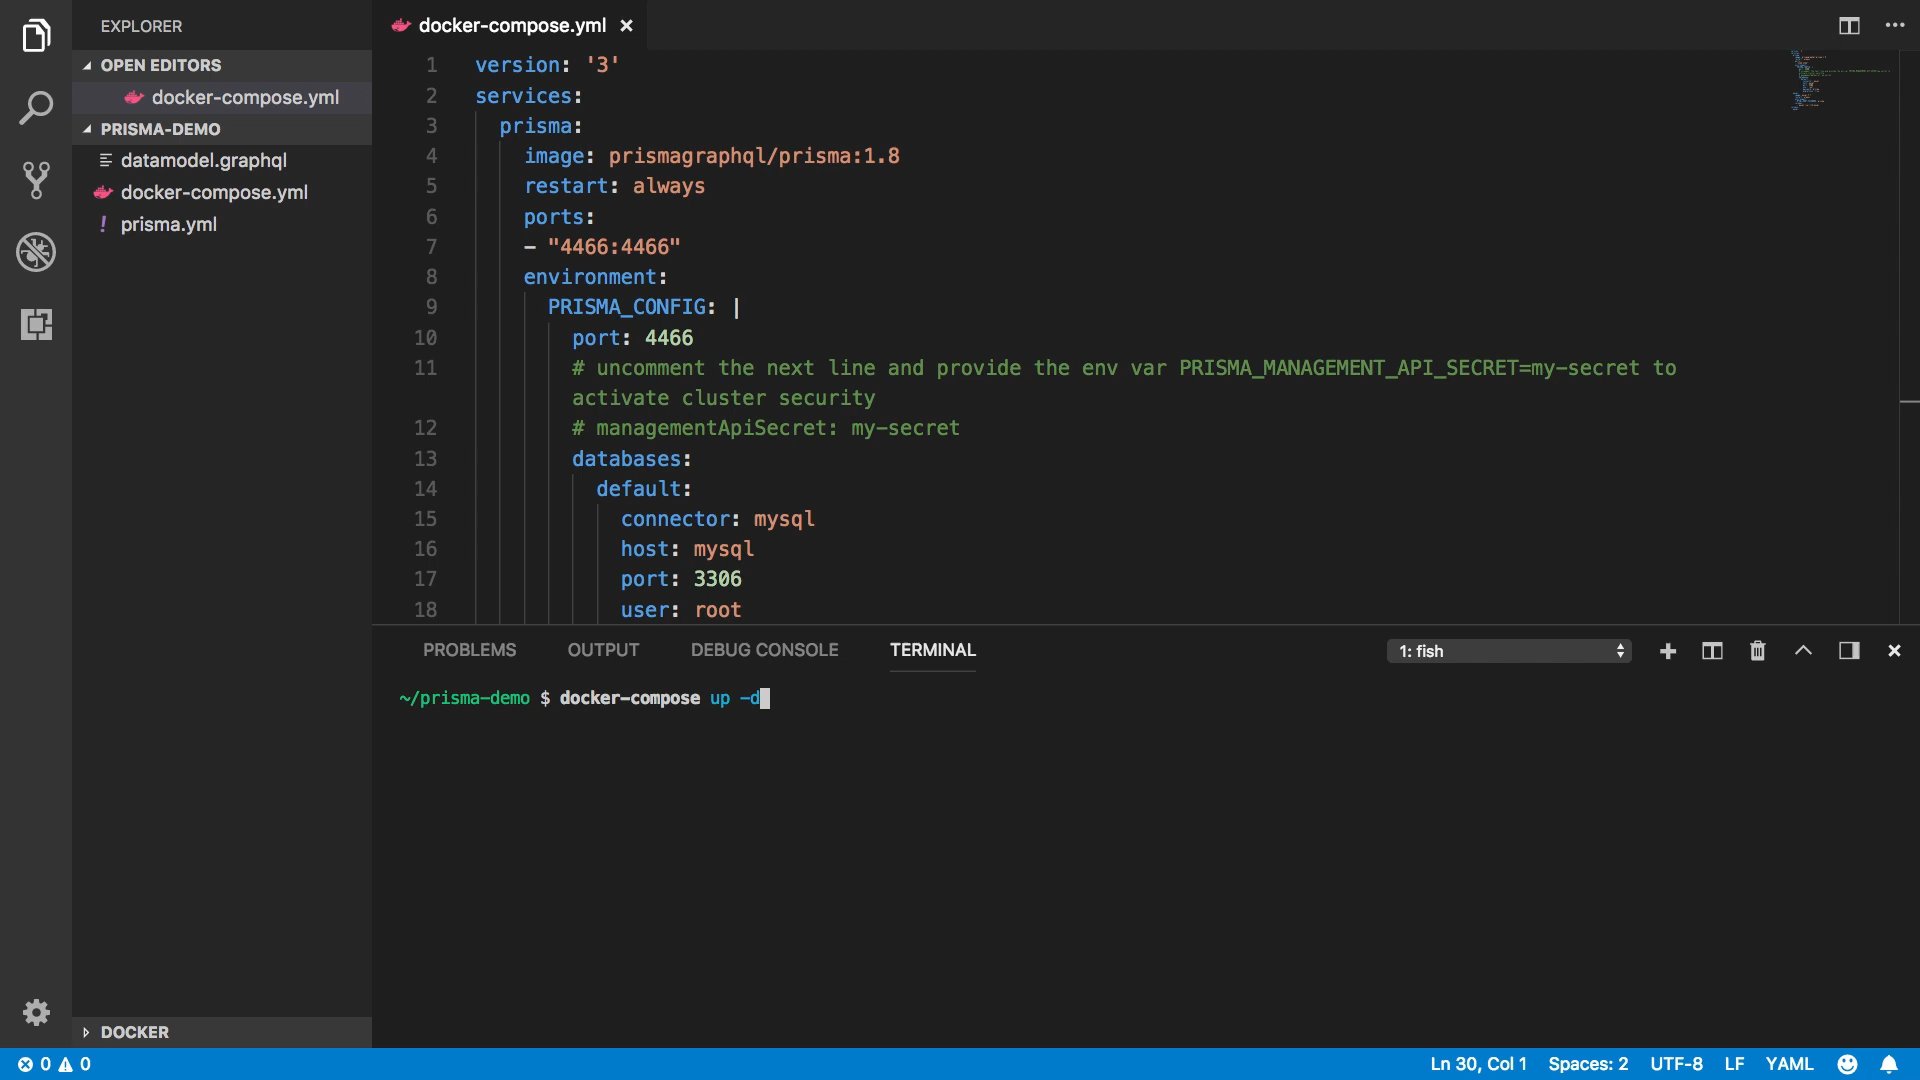 EXPLORER
OPEN EDITORS
docker-compose.yml
PRISMA-DEMO
datamodel.graphql
docker-compose.yml
! prisma.yml
DOCKER
docker-compose.yml
1 version: '3'
2 services:
3 prisma:
4 image: prismagraphql/prisma:1.8
5 restart: always
6 ports:
7 - "4466:4466"
8 environment:
9 PRISMA_CONFIG: |
10 port: 4466
11 # uncomment the next line and provide the env var PRISMA_MANAGEMENT_API_SECRET=my-secret to
activate cluster security
12 # managementApiSecret: my-secret
13 databases:
14 default:
15 connector: mysql
16 host: mysql
17 port: 3306
18 user: root
PROBLEMS OUTPUT DEBUG CONSOLE TERMINAL 1: fish
~/prisma-demo $ docker-compose up -d
0 0 Ln 30, Col 1 Spaces: 2 UTF-8 LF YAML